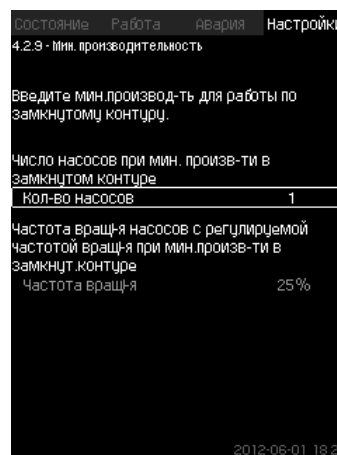 Состояние Работа Авария Настройки
4.2.9 - Мин. производительность
Введите мин.производ-ть для работы по
замкнутому контуру.
Число насосов при мин. произв-ти в
замкнутом контуре
Кол-во насосов 1
Частота вращ-я насосов с регулируемой
частотой вращ-я при мин.произв-ти в
замкнут.контуре
Частота вращ-я 25%
2012-06-01 18:2